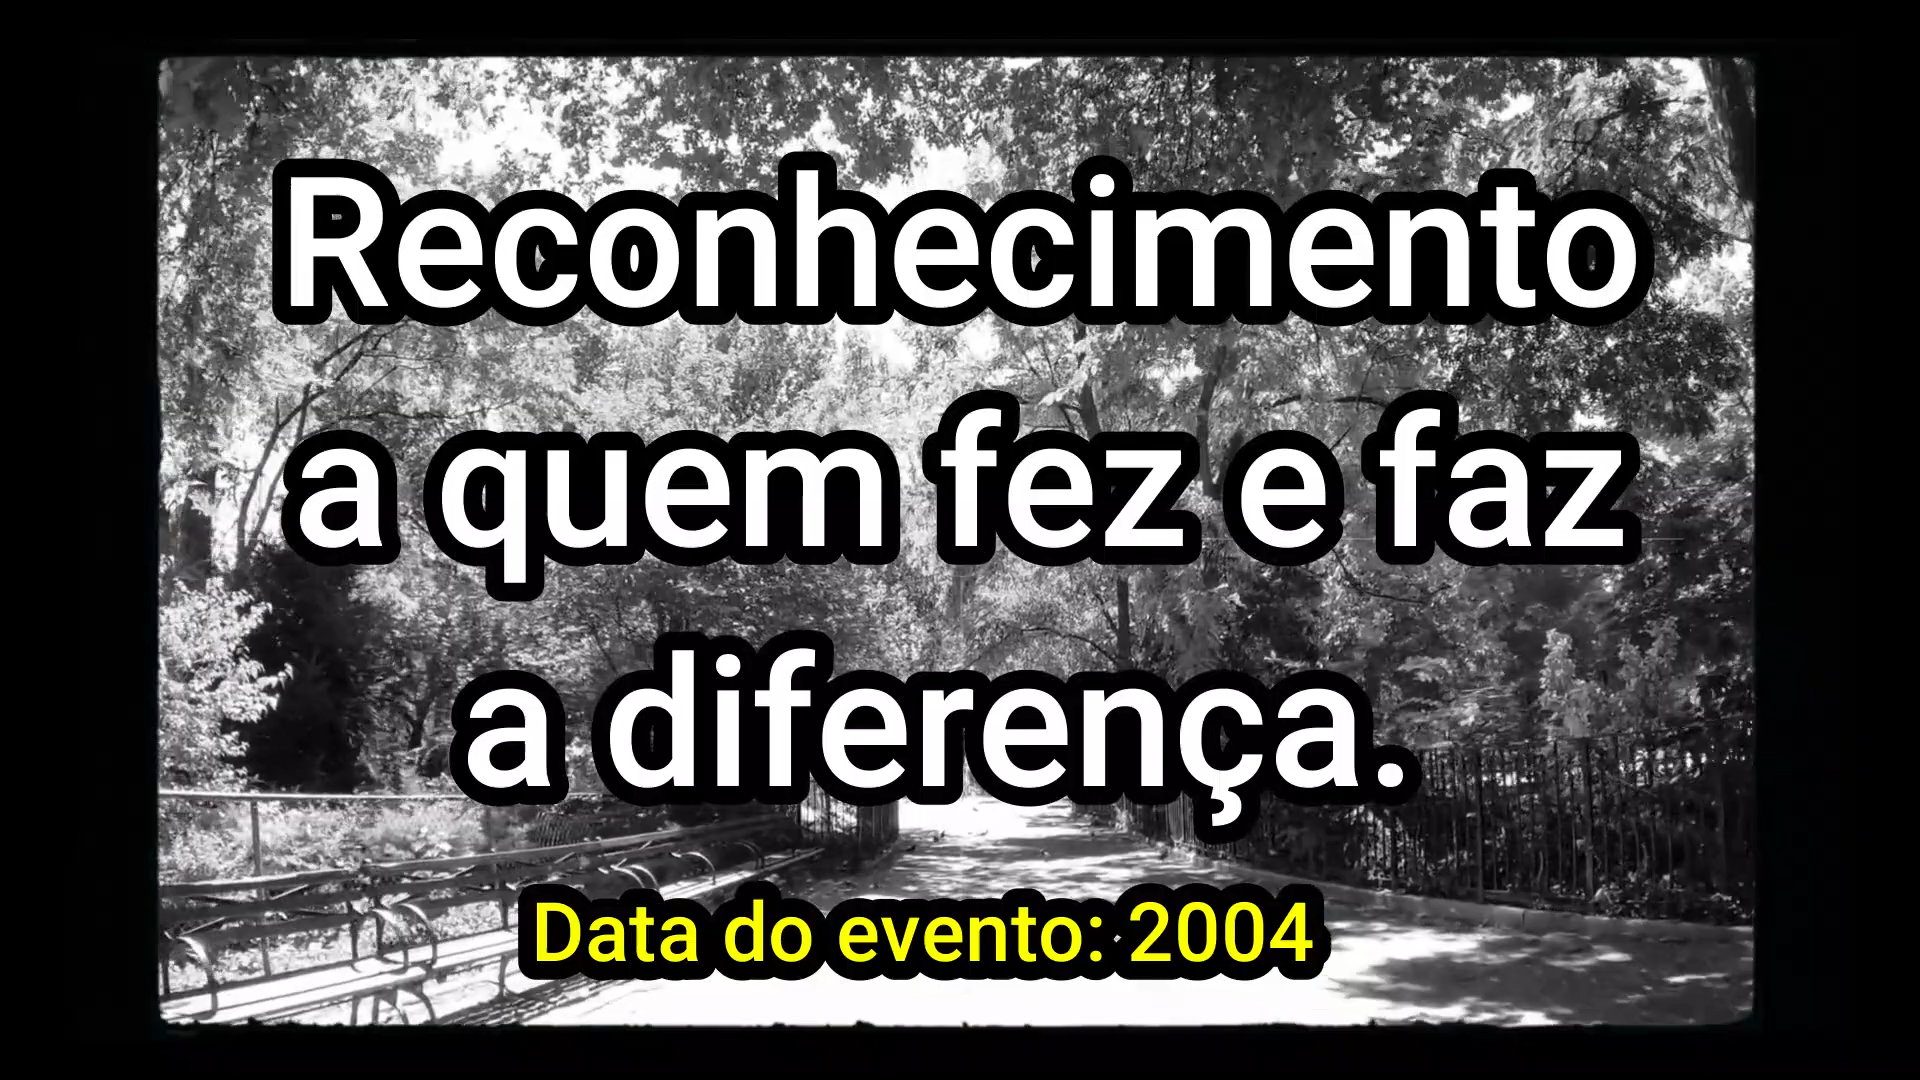 Reconhecimento
a quem fez e faz
a diferença.
Data do evento: 2004